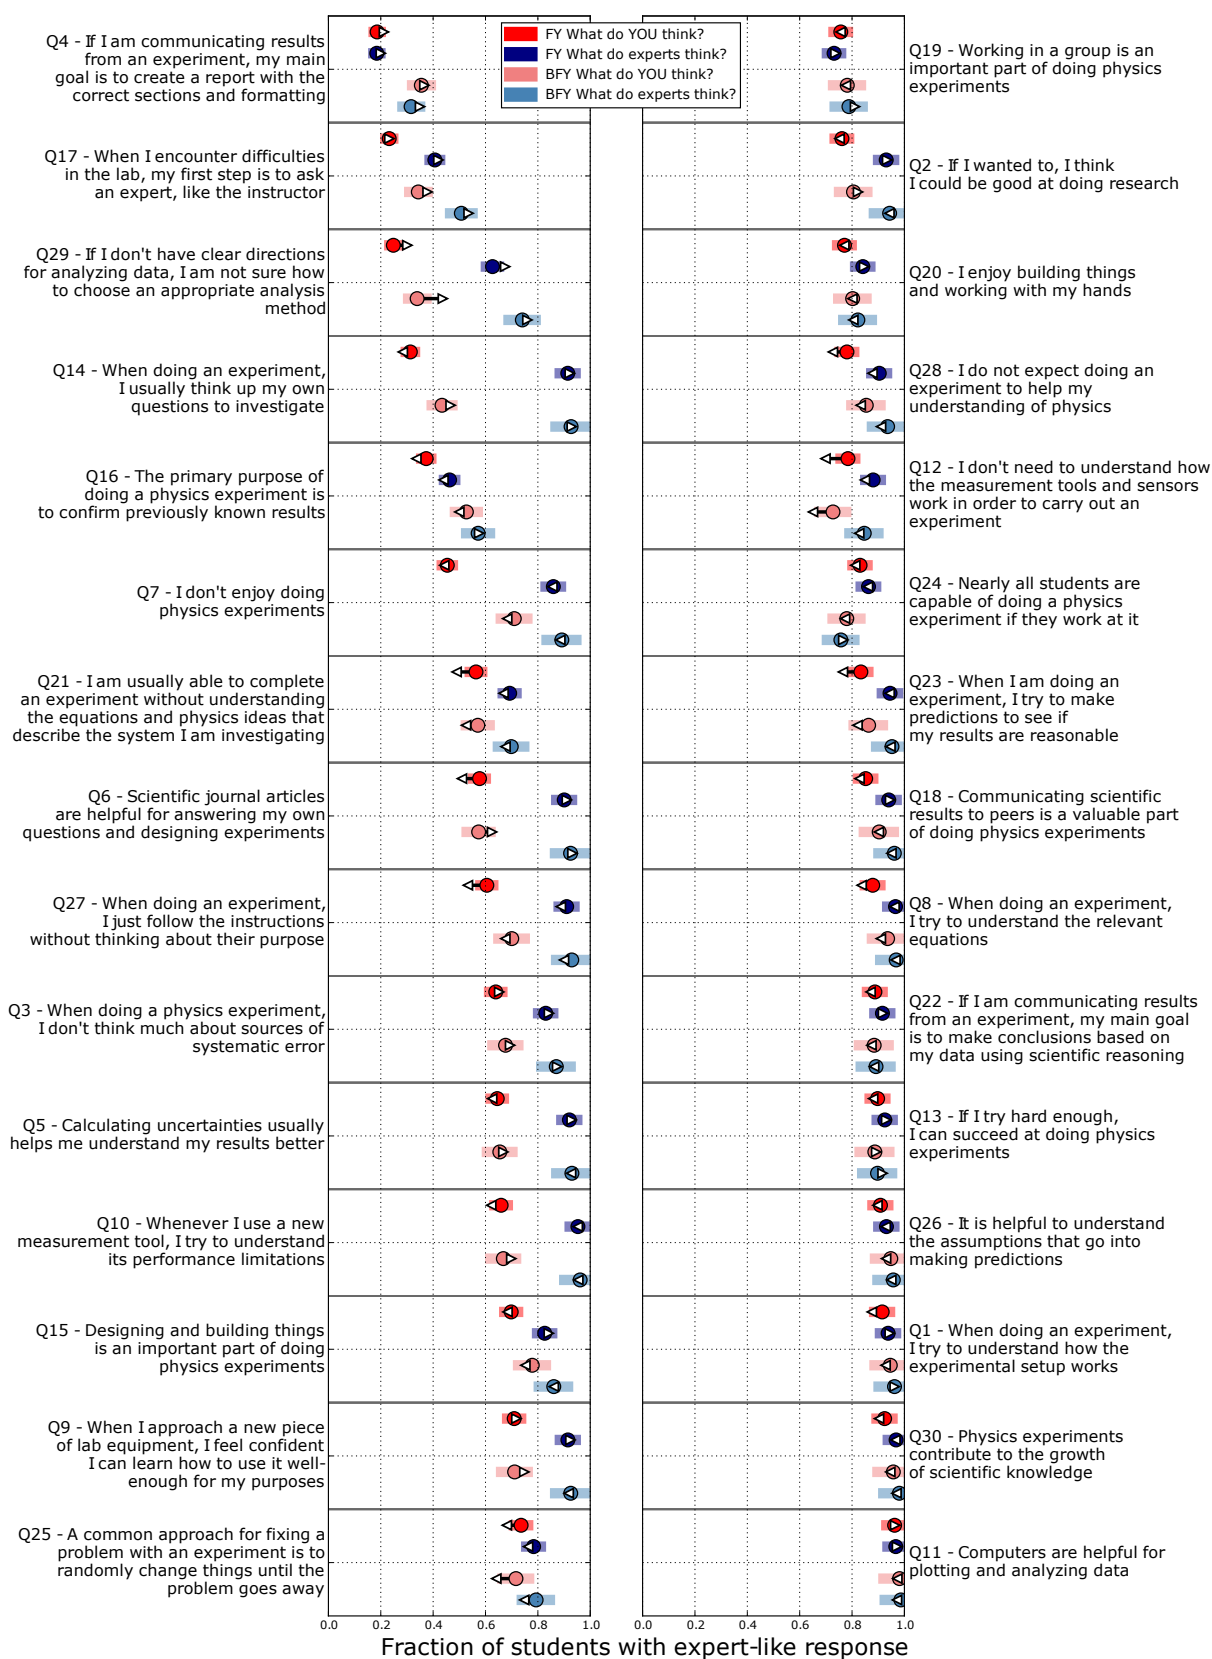 FY What do YOU think?
FY What do experts think?
BFY What do YOU think?
BFY What do experts think?
Q4 - If I am communicating results
from an experiment, my main
goal is to create a report with the
correct sections and formatting
Q17 - When I encounter difficulties
in the lab, my first step is to ask
an expert, like the instructor
Q29 - If I don't have clear directions
for analyzing data, I am not sure how
to choose an appropriate analysis
method
Q14 - When doing an experiment,
I usually think up my own
questions to investigate
Q16 - The primary purpose of
doing a physics experiment is
to confirm previously known results
Q7 - I don't enjoy doing
physics experiments
Q21 - I am usually able to complete
an experiment without understanding
the equations and physics ideas that
describe the system I am investigating
Q6 - Scientific journal articles
are helpful for answering my own
questions and designing experiments
Q27 - When doing an experiment,
I just follow the instructions
without thinking about their purpose
Q3 - When doing a physics experiment,
I don't think much about sources of
systematic error
Q5 - Calculating uncertainties usually
helps me understand my results better
Q10 - Whenever I use a new
measurement tool, I try to understand
its performance limitations
Q15 - Designing and building things
is an important part of doing
physics experiments
Q9 - When I approach a new piece
of lab equipment, I feel confident
I can learn how to use it well-
enough for my purposes
Q25 - A common approach for fixing a
problem with an experiment is to
randomly change things until the
problem goes away
0.0 0.2 0.4 0.6 0.8 1.0
Q19 - Working in a group is an
important part of doing physics
experiments
Q2 - If I wanted to, I think
I could be good at doing research
Q20 - I enjoy building things
and working with my hands
Q28 - I do not expect doing an
experiment to help my
understanding of physics
Q12 - I don't need to understand how
the measurement tools and sensors
work in order to carry out an
experiment
Q24 - Nearly all students are
capable of doing a physics
experiment if they work at it
Q23 - When I am doing an
experiment, I try to make
predictions to see if
my results are reasonable
Q18 - Communicating scientific
results to peers is a valuable part
of doing physics experiments
Q8 - When doing an experiment,
I try to understand the relevant
equations
Q22 - If I am communicating results
from an experiment, my main goal
is to make conclusions based on
my data using scientific reasoning
Q13 - If I try hard enough,
I can succeed at doing physics
experiments
Q26 - It is helpful to understand
the assumptions that go into
making predictions
Q1 - When doing an experiment,
I try to understand how the
experimental setup works
Q30 - Physics experiments
contribute to the growth
of scientific knowledge
Q11 - Computers are helpful for
plotting and analyzing data
0.0 0.2 0.4 0.6 0.8 1.0
Fraction of students with expert-like response